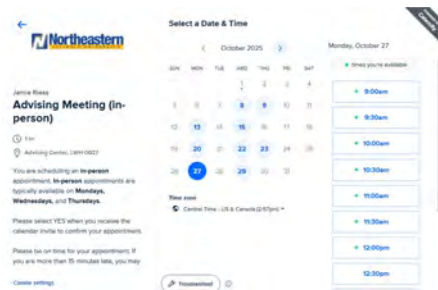 Northeastern
Jamie Riess
Advising Meeting (in-
person)
1 hr
Advising Center, LWH 0007
You are scheduling an in-person
appointment. In-person appointments are
typically available on Mondays,
Wednesdays, and Thursdays.
Please select YES when you receive the
calendar invite to confirm your appointment.
Please be on time for your appointment. If
you are more than 15 minutes late, you may
Cookie settings
Select a Date & Time
October 2025
SUN MON TUE WED THU FRI SAT
1 2 3 4
5 6 7 8 9 10 11
12 13 14 15 16 17 18
19 20 21 22 23 24 25
26 27 28 29 30 31
Time zone
Central Time - US & Canada (2:57pm)
Troubleshoot
Monday, October 27
times you're available
9:00am
9:30am
10:00am
10:30am
11:00am
11:30am
12:00pm
12:30pm
Calendly